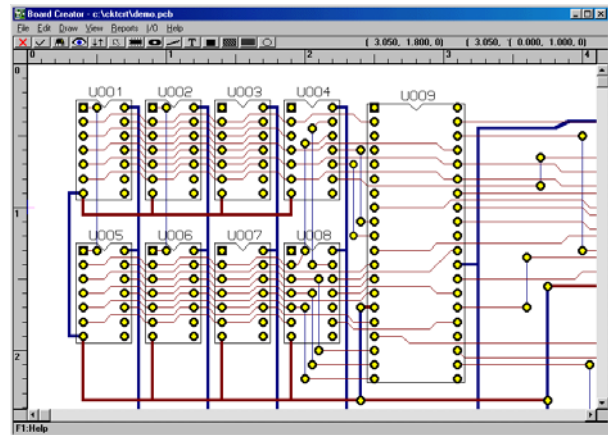 Board Creator - c:\cktcrt\demo.pcb
File Edit Draw View Reports I/O Help
T ( 3.050, 1.800, 0) ( 3.050, ( 0.000, 1.000, 0)
0 1 2 3 4
0
U001 U002 U003 U004 U009
1
U005 U006 U007 U008
2
F1:Help